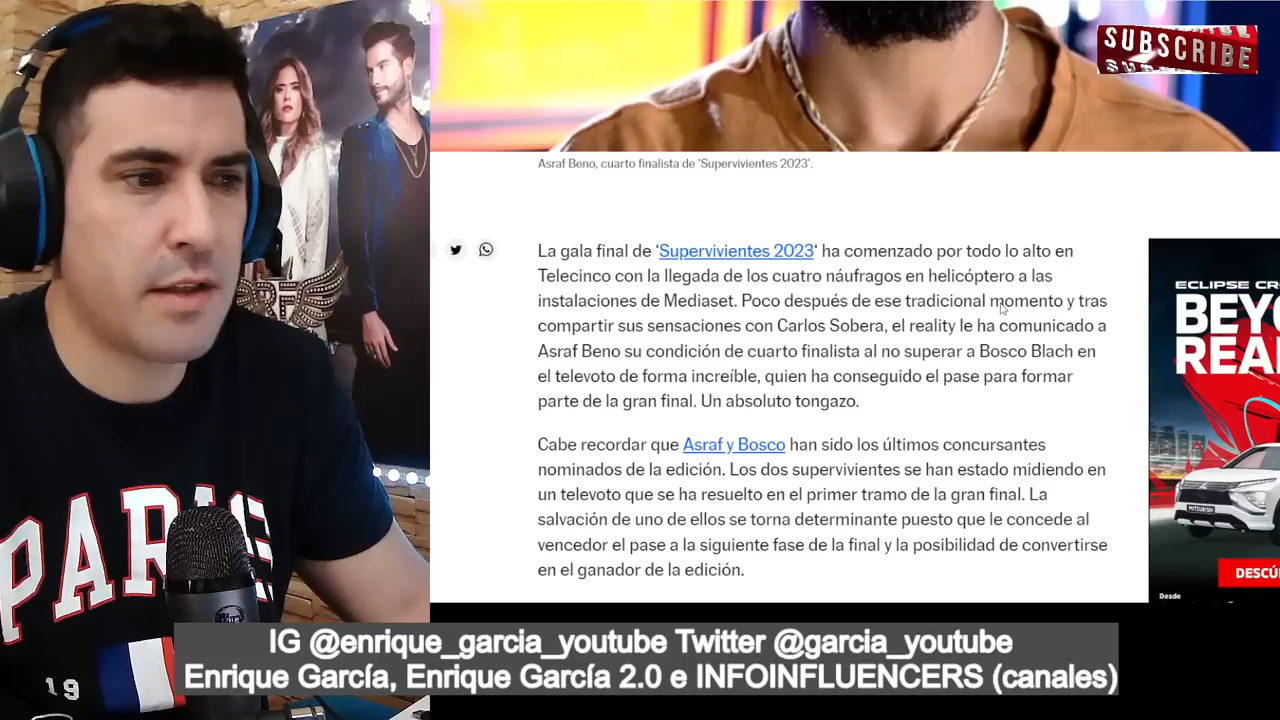 SUBSCRIBE
Asraf Beno, cuarto finalista de 'Supervivientes 2023'.
La gala final de ‘Supervivientes 2023‘ ha comenzado por todo lo alto en
Telecinco con la llegada de los cuatro náufragos en helicóptero a las
instalaciones de Mediaset. Poco después de ese tradicional momento y tras
compartir sus sensaciones con Carlos Sobera, el reality le ha comunicado a
Asraf Beno su condición de cuarto finalista al no superar a Bosco Blach en
el televoto de forma increíble, quien ha conseguido el pase para formar
parte de la gran final. Un absoluto tongazo.
Cabe recordar que Asraf y Bosco han sido los últimos concursantes
nominados de la edición. Los dos supervivientes se han estado midiendo en
un televoto que se ha resuelto en el primer tramo de la gran final. La
salvación de uno de ellos se torna determinante puesto que le concede al
vencedor el pase a la siguiente fase de la final y la posibilidad de convertirse
en el ganador de la edición.
ECLIPSE CR
BEYO
REA
MITSUBISHI
DESCÚ
Desde
PARIS
19
IG @enrique_garcia_youtube Twitter @garcia_youtube
Enrique García, Enrique García 2.0 e INFOINFLUENCERS (canales)